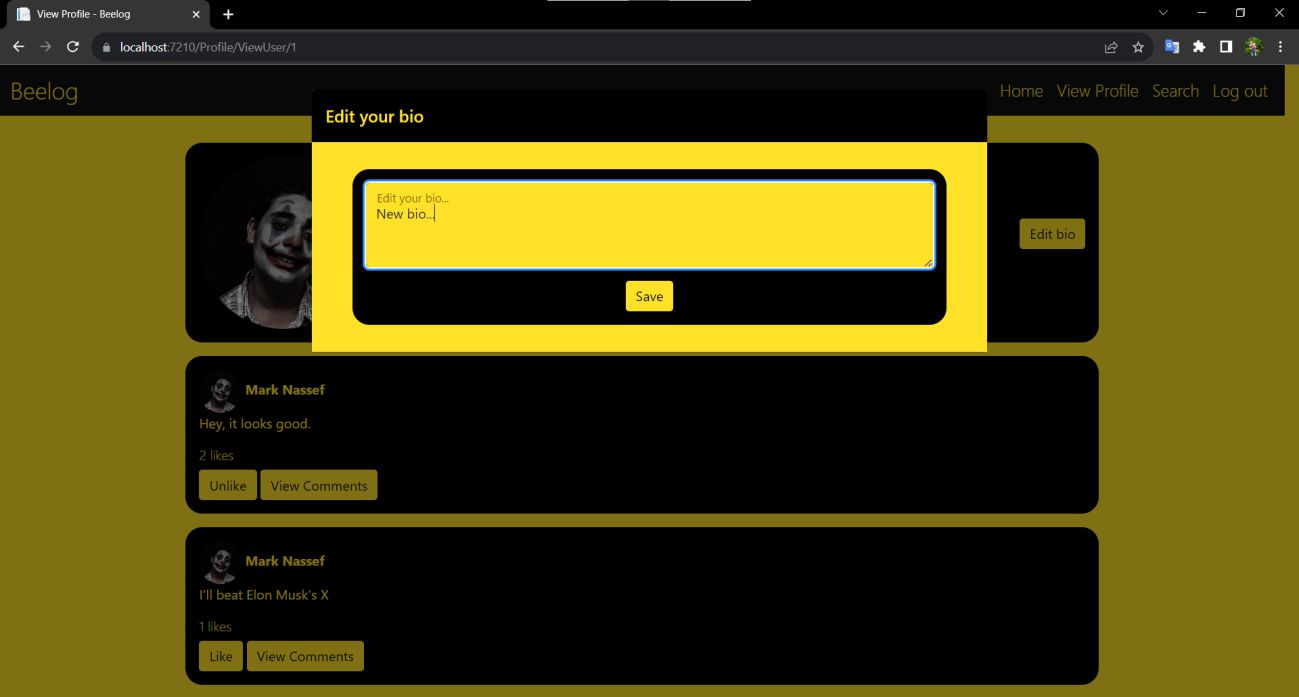 View Profile - Beelog
localhost:7210/Profile/ViewUser/1
Beelog
Home View Profile Search Log out
Edit your bio
Edit your bio...
New bio...
Save
Edit bio
Mark Nassef
Hey, it looks good.
2 likes
Unlike View Comments
Mark Nassef
I'll beat Elon Musk's X
1 likes
Like View Comments